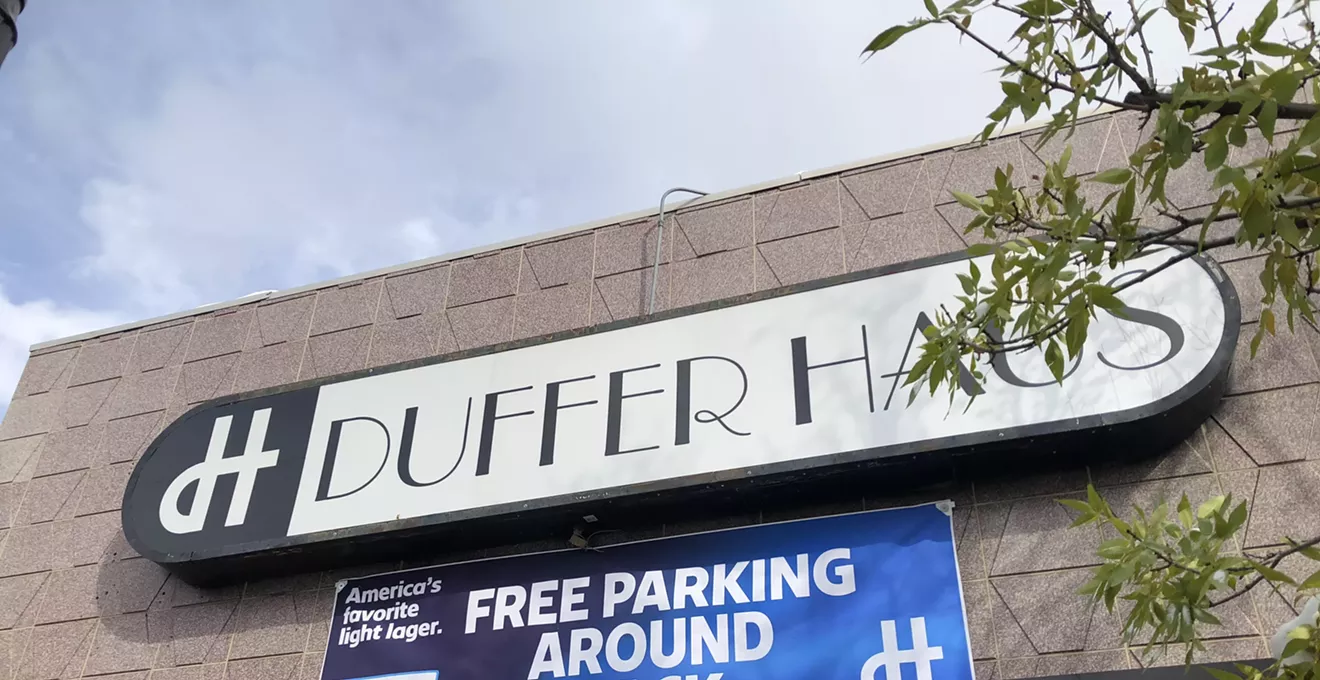 DUFFER HAUS
America's
favorite
light lager.
FREE PARKING
AROUND